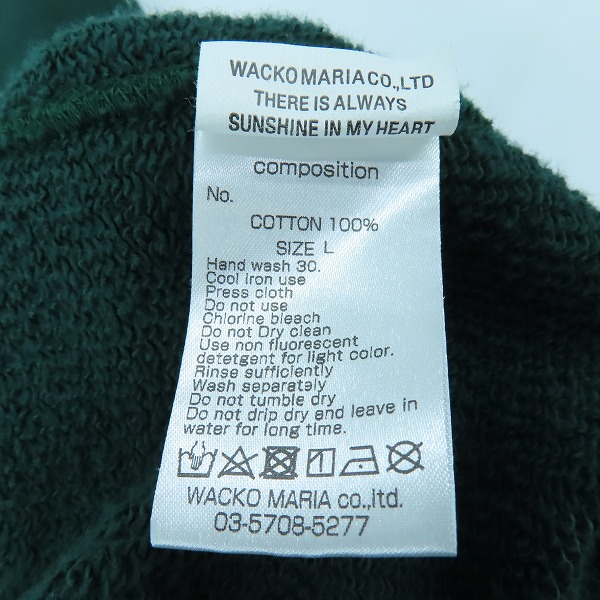 WACKO MARIA CO.,LTD
THERE IS ALWAYS
SUNSHINE IN MY HEART
composition
No.
COTTON 100%
SIZE L
Hand wash 30.
Cool iron use
Press cloth
Do not use
Chlorine bleach
Do not Dry clean
Use non fluorescent
detetgent for light color.
Rinse sufficiently
Wash separately
Do not tumble dry
Do not drip dry and leave in
water for long time.
WACKO MARIA co.,ltd.
03-5708-5277